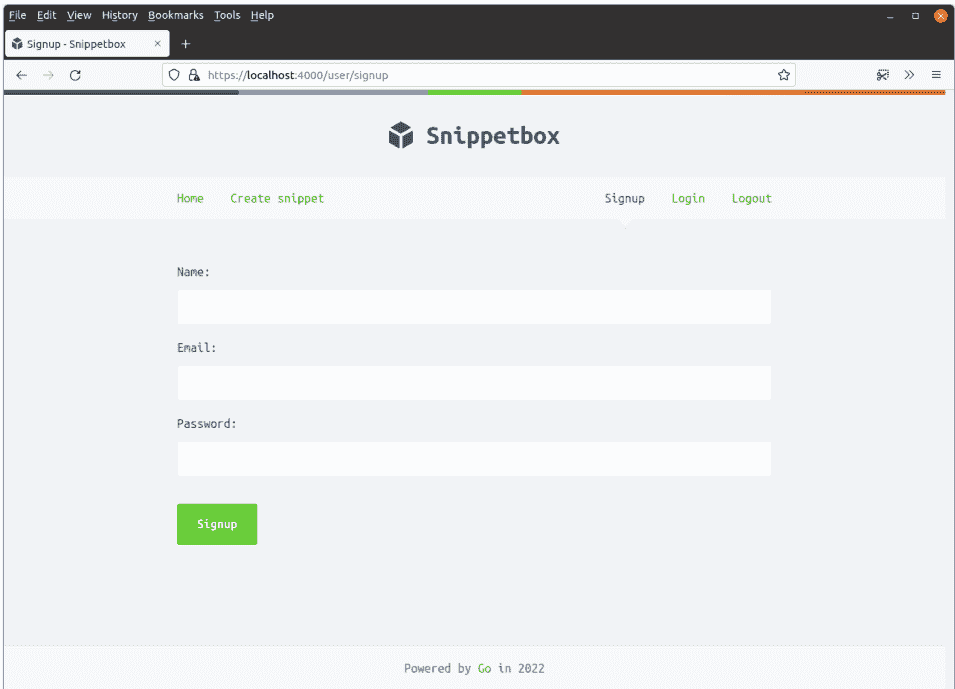 File Edit View History Bookmarks Tools Help
Signup - Snippetbox
https://localhost:4000/user/signup
Snippetbox
Home Create snippet Signup Login Logout
Name:
Email:
Password:
Signup
Powered by Go in 2022